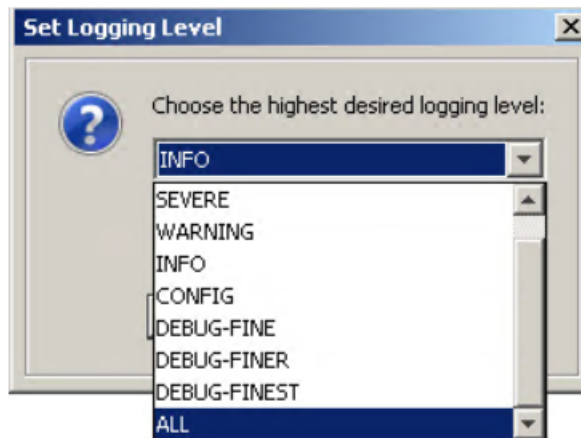 Set Logging Level
Choose the highest desired logging level:
INFO
SEVERE
WARNING
INFO
CONFIG
DEBUG-FINE
DEBUG-FINER
DEBUG-FINEST
ALL